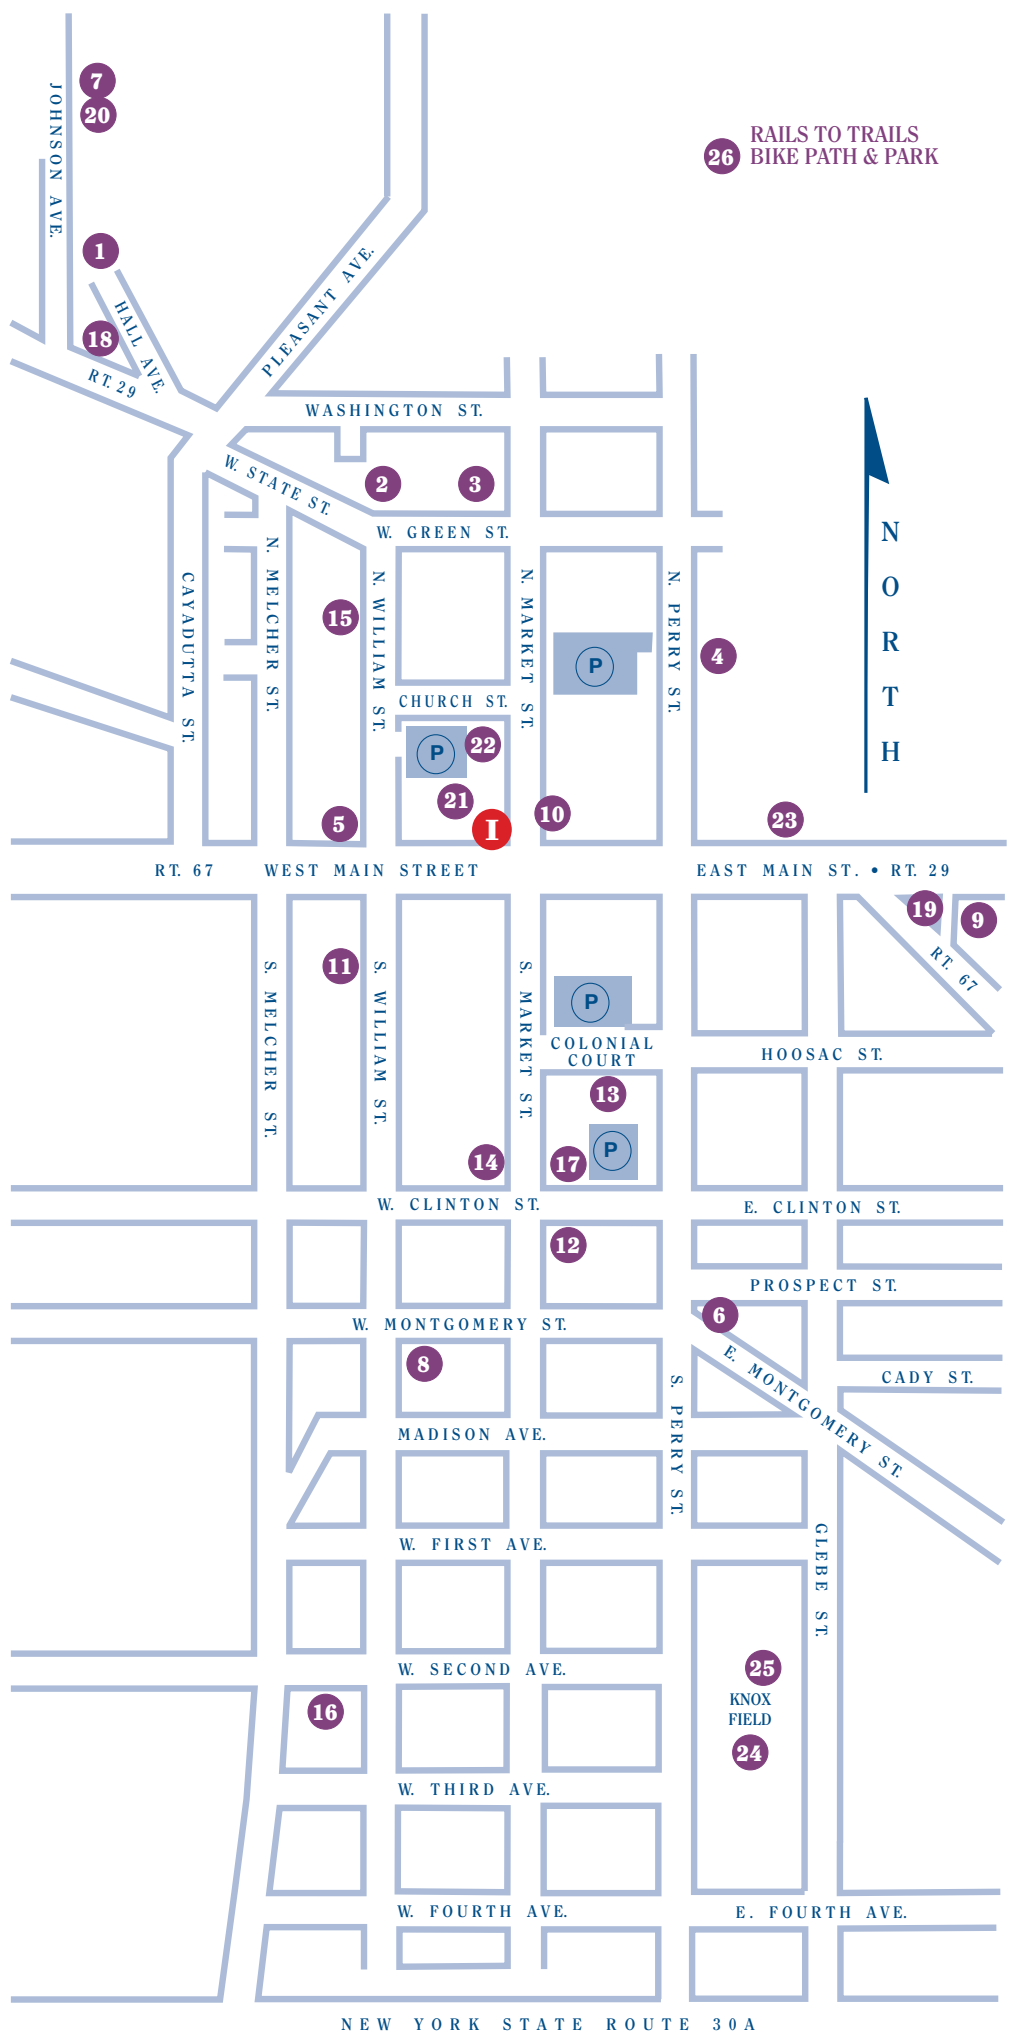 7
20
JOHNSON AVE.
RAILS TO TRAILS
26
BIKE PATH & PARK
1
18
HALL AVE.
RT. 29
PLEASANT AVE.
WASHINGTON ST.
W. STATE ST.
2
3
W. GREEN ST.
NORTH
CAYADUTTA ST.
N. MELCHER ST.
15
N. WILLIAM ST.
N. MARKET ST.
N. PERRY ST.
P
4
CHURCH ST.
P
22
21
5
I
10
23
RT. 67
WEST MAIN STREET
EAST MAIN ST. • RT. 29
19
9
RT. 67
S. MELCHER ST.
11
S. WILLIAM ST.
S. MARKET ST.
P
COLONIAL
COURT
HOOSAC ST.
13
P
14
17
W. CLINTON ST.
E. CLINTON ST.
12
PROSPECT ST.
6
W. MONTGOMERY ST.
E. MONTGOMERY ST.
8
CADY ST.
S. PERRY ST.
MADISON AVE.
W. FIRST AVE.
GLEBE ST.
W. SECOND AVE.
25
KNOX
FIELD
24
16
W. THIRD AVE.
W. FOURTH AVE.
E. FOURTH AVE.
NEW YORK STATE ROUTE 30A